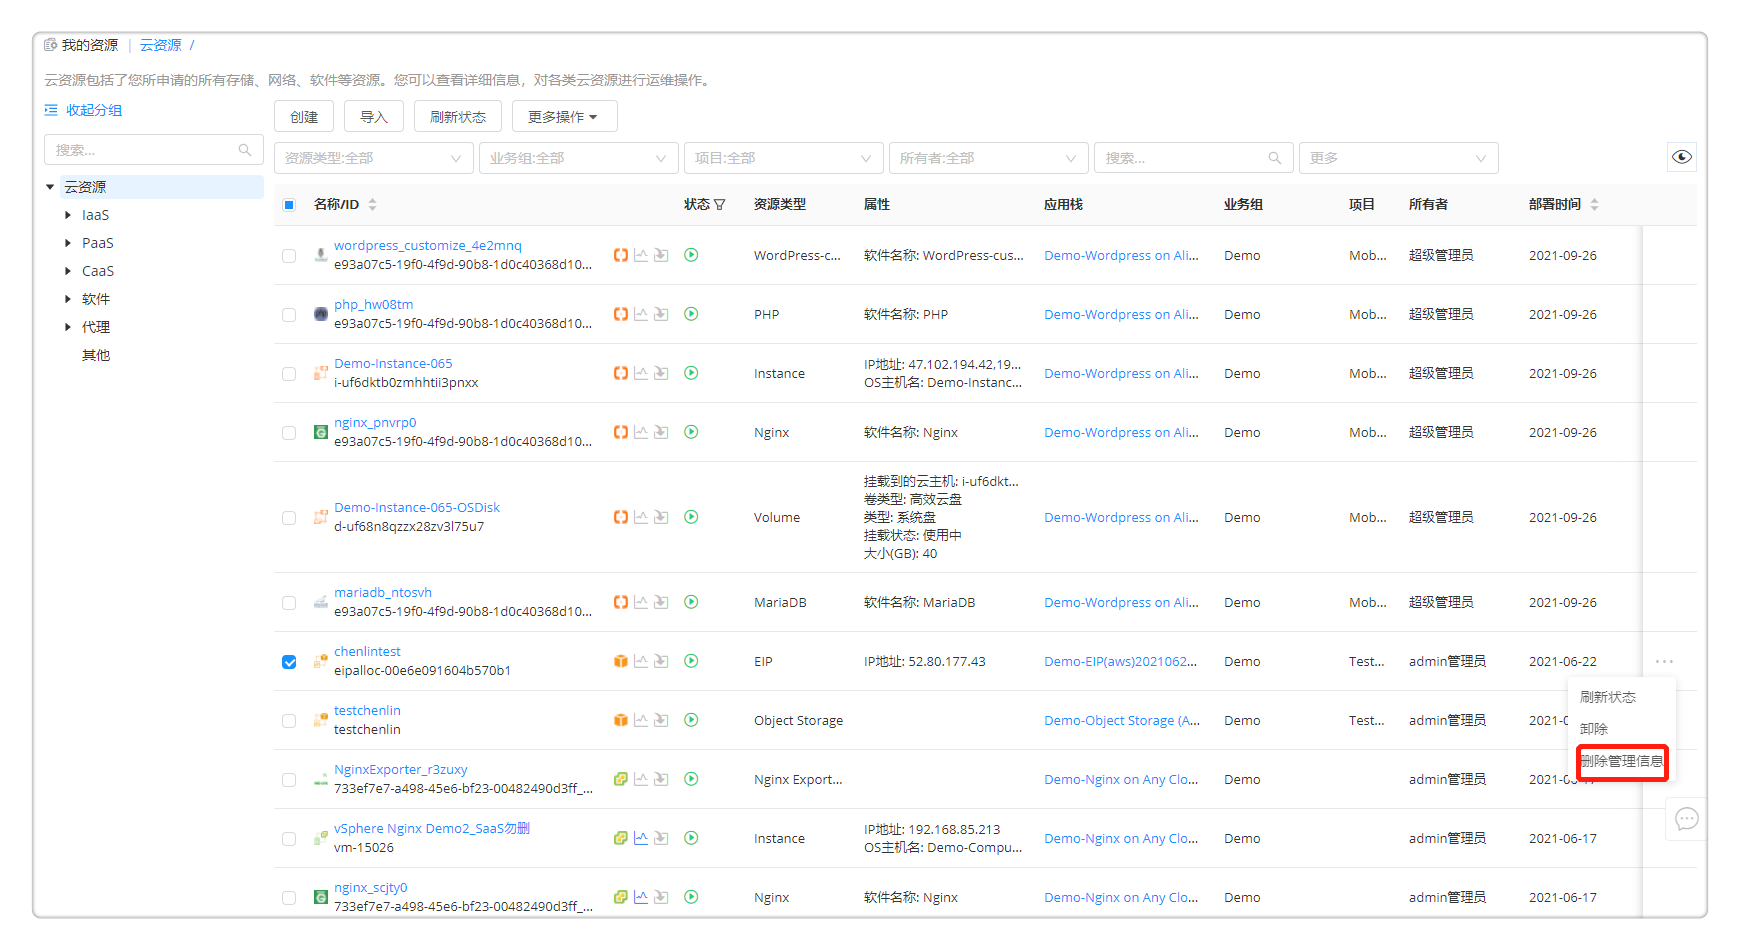 我的资源 | 云资源 /
云资源包括了您所申请的所有存储、网络、软件等资源。您可以查看详细信息，对各类云资源进行运维操作。
收起分组
创建 导入 刷新状态 更多操作
搜索...
资源类型:全部 业务组:全部 项目:全部 所有者:全部 搜索... 更多
云资源
IaaS
PaaS
CaaS
软件
代理
其他
名称/ID 状态 资源类型 属性 应用栈 业务组 项目 所有者 部署时间
wordpress_customize_4e2mnq
e93a07c5-19f0-4f9d-90b8-1d0c40368d10...
WordPress-c... 软件名称: WordPress-cus... Demo-Wordpress on Ali... Demo Mob... 超级管理员 2021-09-26
php_hw08tm
e93a07c5-19f0-4f9d-90b8-1d0c40368d10...
PHP 软件名称: PHP Demo-Wordpress on Ali... Demo Mob... 超级管理员 2021-09-26
Demo-Instance-065
i-uf6dktb0zmhhtii3pnxx
Instance
IP地址: 47.102.194.42,19...
OS主机名: Demo-Instanc...
Demo-Wordpress on Ali... Demo Mob... 超级管理员 2021-09-26
nginx_pnvrp0
e93a07c5-19f0-4f9d-90b8-1d0c40368d10...
Nginx 软件名称: Nginx Demo-Wordpress on Ali... Demo Mob... 超级管理员 2021-09-26
Demo-Instance-065-OSDisk
d-uf68n8qzzx28zv3l75u7
Volume
挂载到的云主机: i-uf6dkt...
卷类型: 高效云盘
类型: 系统盘
挂载状态: 使用中
大小(GB): 40
Demo-Wordpress on Ali... Demo Mob... 超级管理员 2021-09-26
mariadb_ntosvh
e93a07c5-19f0-4f9d-90b8-1d0c40368d10...
MariaDB 软件名称: MariaDB Demo-Wordpress on Ali... Demo Mob... 超级管理员 2021-09-26
chenlintest
eipalloc-00e6e091604b570b1
EIP IP地址: 52.80.177.43 Demo-EIP(aws)2021062... Demo Test... admin管理员 2021-06-22 ...
刷新状态
卸除
删除管理信息
testchenlin
testchenlin
Object Storage Demo-Object Storage (A... Demo Test... admin管理员 2021-0
NginxExporter_r3zuxy
733ef7e7-a498-45e6-bf23-00482490d3ff_...
Nginx Export... Demo-Nginx on Any Clo... Demo admin管理员
vSphere Nginx Demo2_SaaS勿删
vm-15026
Instance
IP地址: 192.168.85.213
OS主机名: Demo-Compu...
Demo-Nginx on Any Clo... Demo admin管理员 2021-06-17
nginx_scjty0
733ef7e7-a498-45e6-bf23-00482490d3ff_...
Nginx 软件名称: Nginx Demo-Nginx on Any Clo... Demo admin管理员 2021-06-17